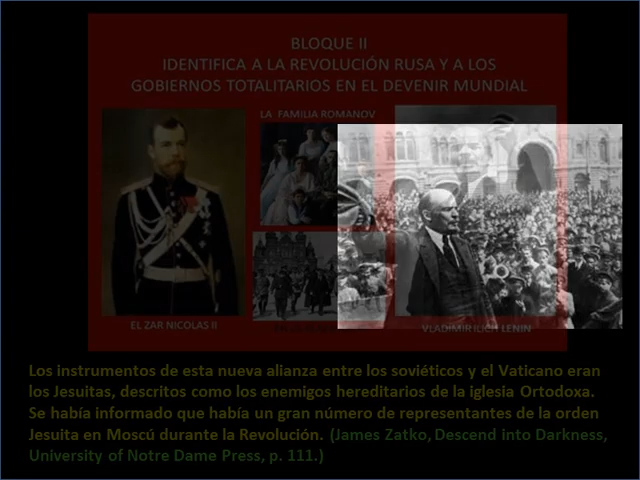 BLOQUE II
IDENTIFICA A LA REVOLUCIÓN RUSA Y A LOS
GOBIERNOS TOTALITARIOS EN EL DEVENIR MUNDIAL
LA FAMILIA ROMANOV
EL ZAR NICOLAS II
VLADIMIR ILICH LENIN
Los instrumentos de esta nueva alianza entre los soviéticos y el Vaticano eran
los Jesuitas, descritos como los enemigos hereditarios de la iglesia Ortodoxa.
Se había informado que había un gran número de representantes de la orden
Jesuita en Moscú durante la Revolución. (James Zatko, Descend into Darkness,
University of Notre Dame Press, p. 111.)